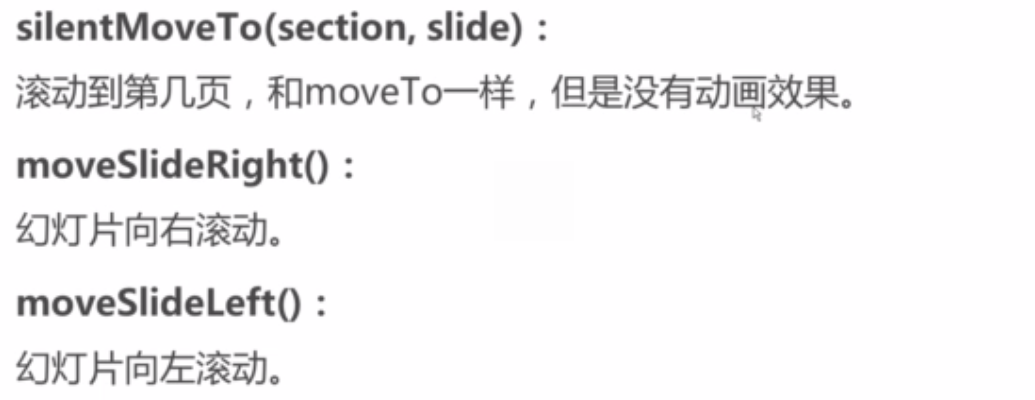 silentMoveTo(section, slide)：
滚动到第几页，和moveTo一样，但是没有动画效果。
moveSlideRight()：
幻灯片向右滚动。
moveSlideLeft()：
幻灯片向左滚动。